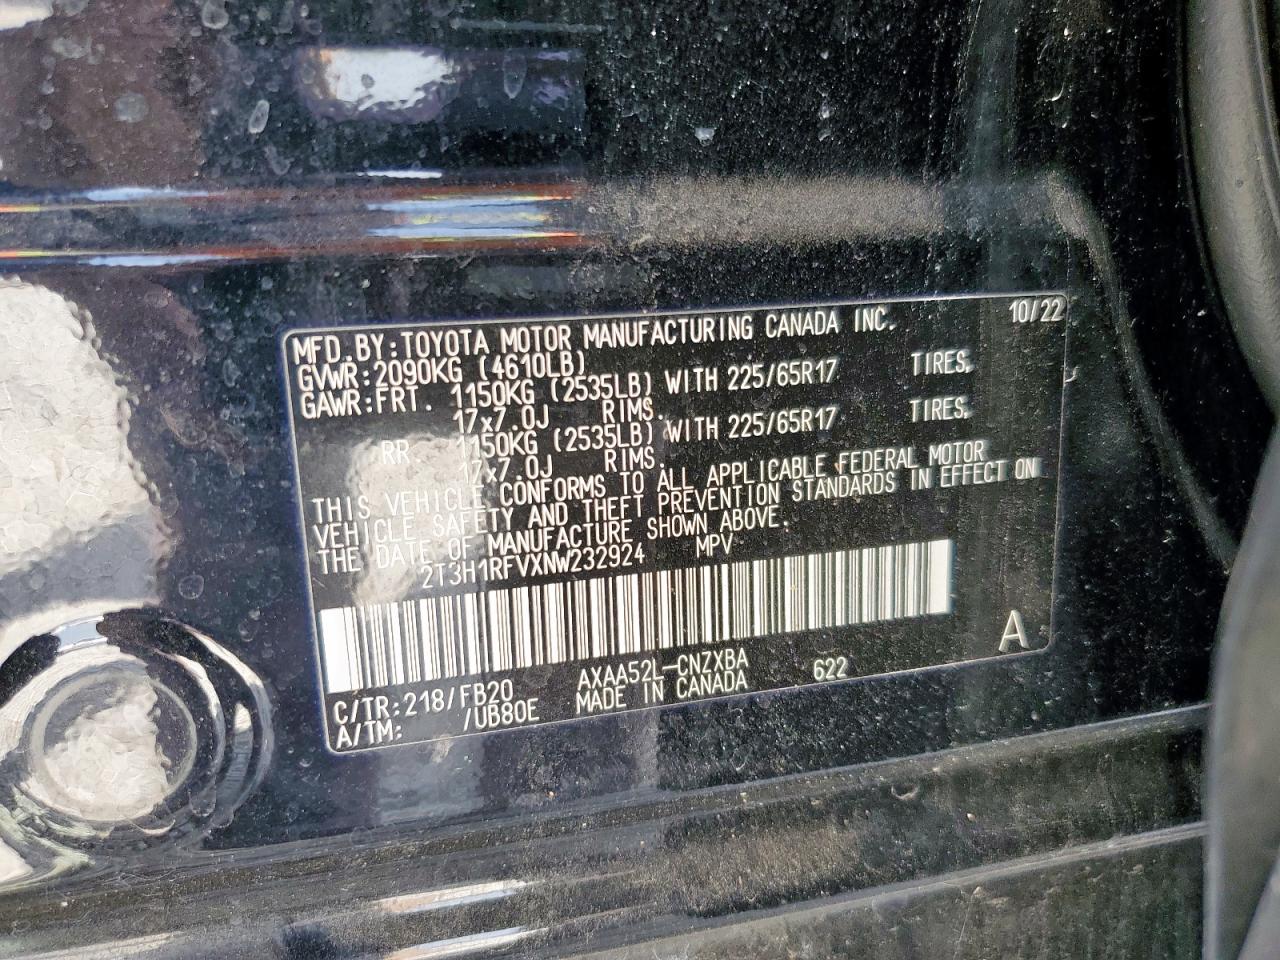 MFD.BY:TOYOTA MOTOR MANUFACTURING CANADA INC. 10/22
GVWR:2090KG (4610LB)
GAWR:FRT. 1150KG (2535LB) WITH 225/65R17 TIRES.
17x7.0J RIMS.
RR 1150KG (2535LB) WITH 225/65R17 TIRES.
17x7.0J RIMS.
THIS VEHICLE CONFORMS TO ALL APPLICABLE FEDERAL MOTOR
VEHICLE SAFETY AND THEFT PREVENTION STANDARDS IN EFFECT ON
THE DATE OF MANUFACTURE SHOWN ABOVE.
2T3H1RFVXNW232924 MPV
A
C/TR:218/FB20 AXAA52L-CNZXBA 622
A/TM: /UB80E MADE IN CANADA